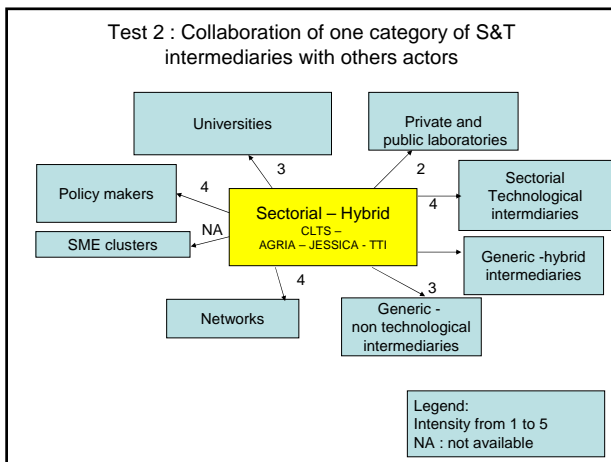 Test 2 : Collaboration of one category of S&T
intermediaries with others actors
Universities
Private and
public laboratories
3
2
Policy makers
4
Sectorial
Technological
intermdiaries
4
Sectorial – Hybrid
CLTS –
AGRIA – JESSICA - TTI
NA
SME clusters
Generic -hybrid
intermediaries
4
3
Networks
Generic -
non technological
intermediaries
Legend:
Intensity from 1 to 5
NA : not available